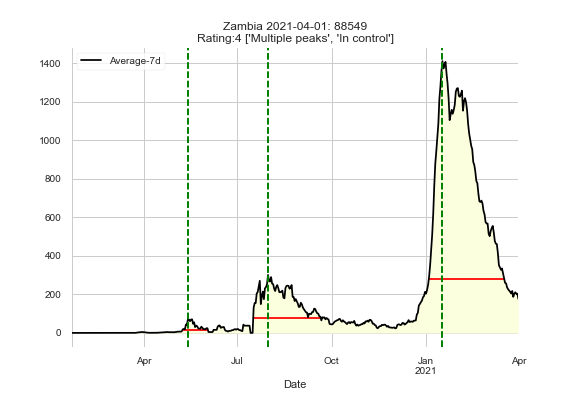 Zambia 2021-04-01: 88549
Rating:4 ['Multiple peaks', 'In control']
Average-7d
1400
1200
1000
800
600
400
200
0
Apr
Jul
Oct
Jan
2021
Apr
Date